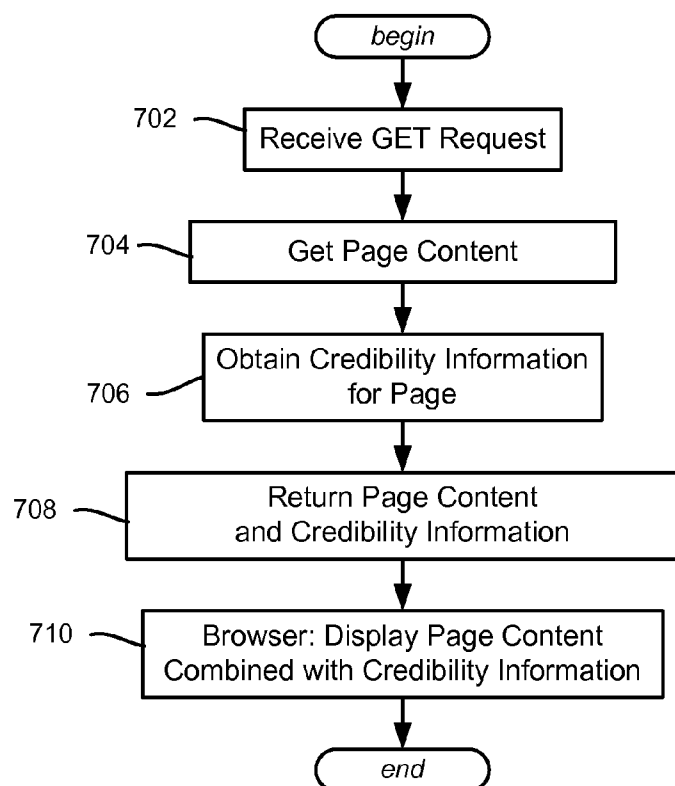 begin
702
Receive GET Request
704
Get Page Content
706
Obtain Credibility Information
for Page
708
Return Page Content
and Credibility Information
710
Browser: Display Page Content
Combined with Credibility Information
end